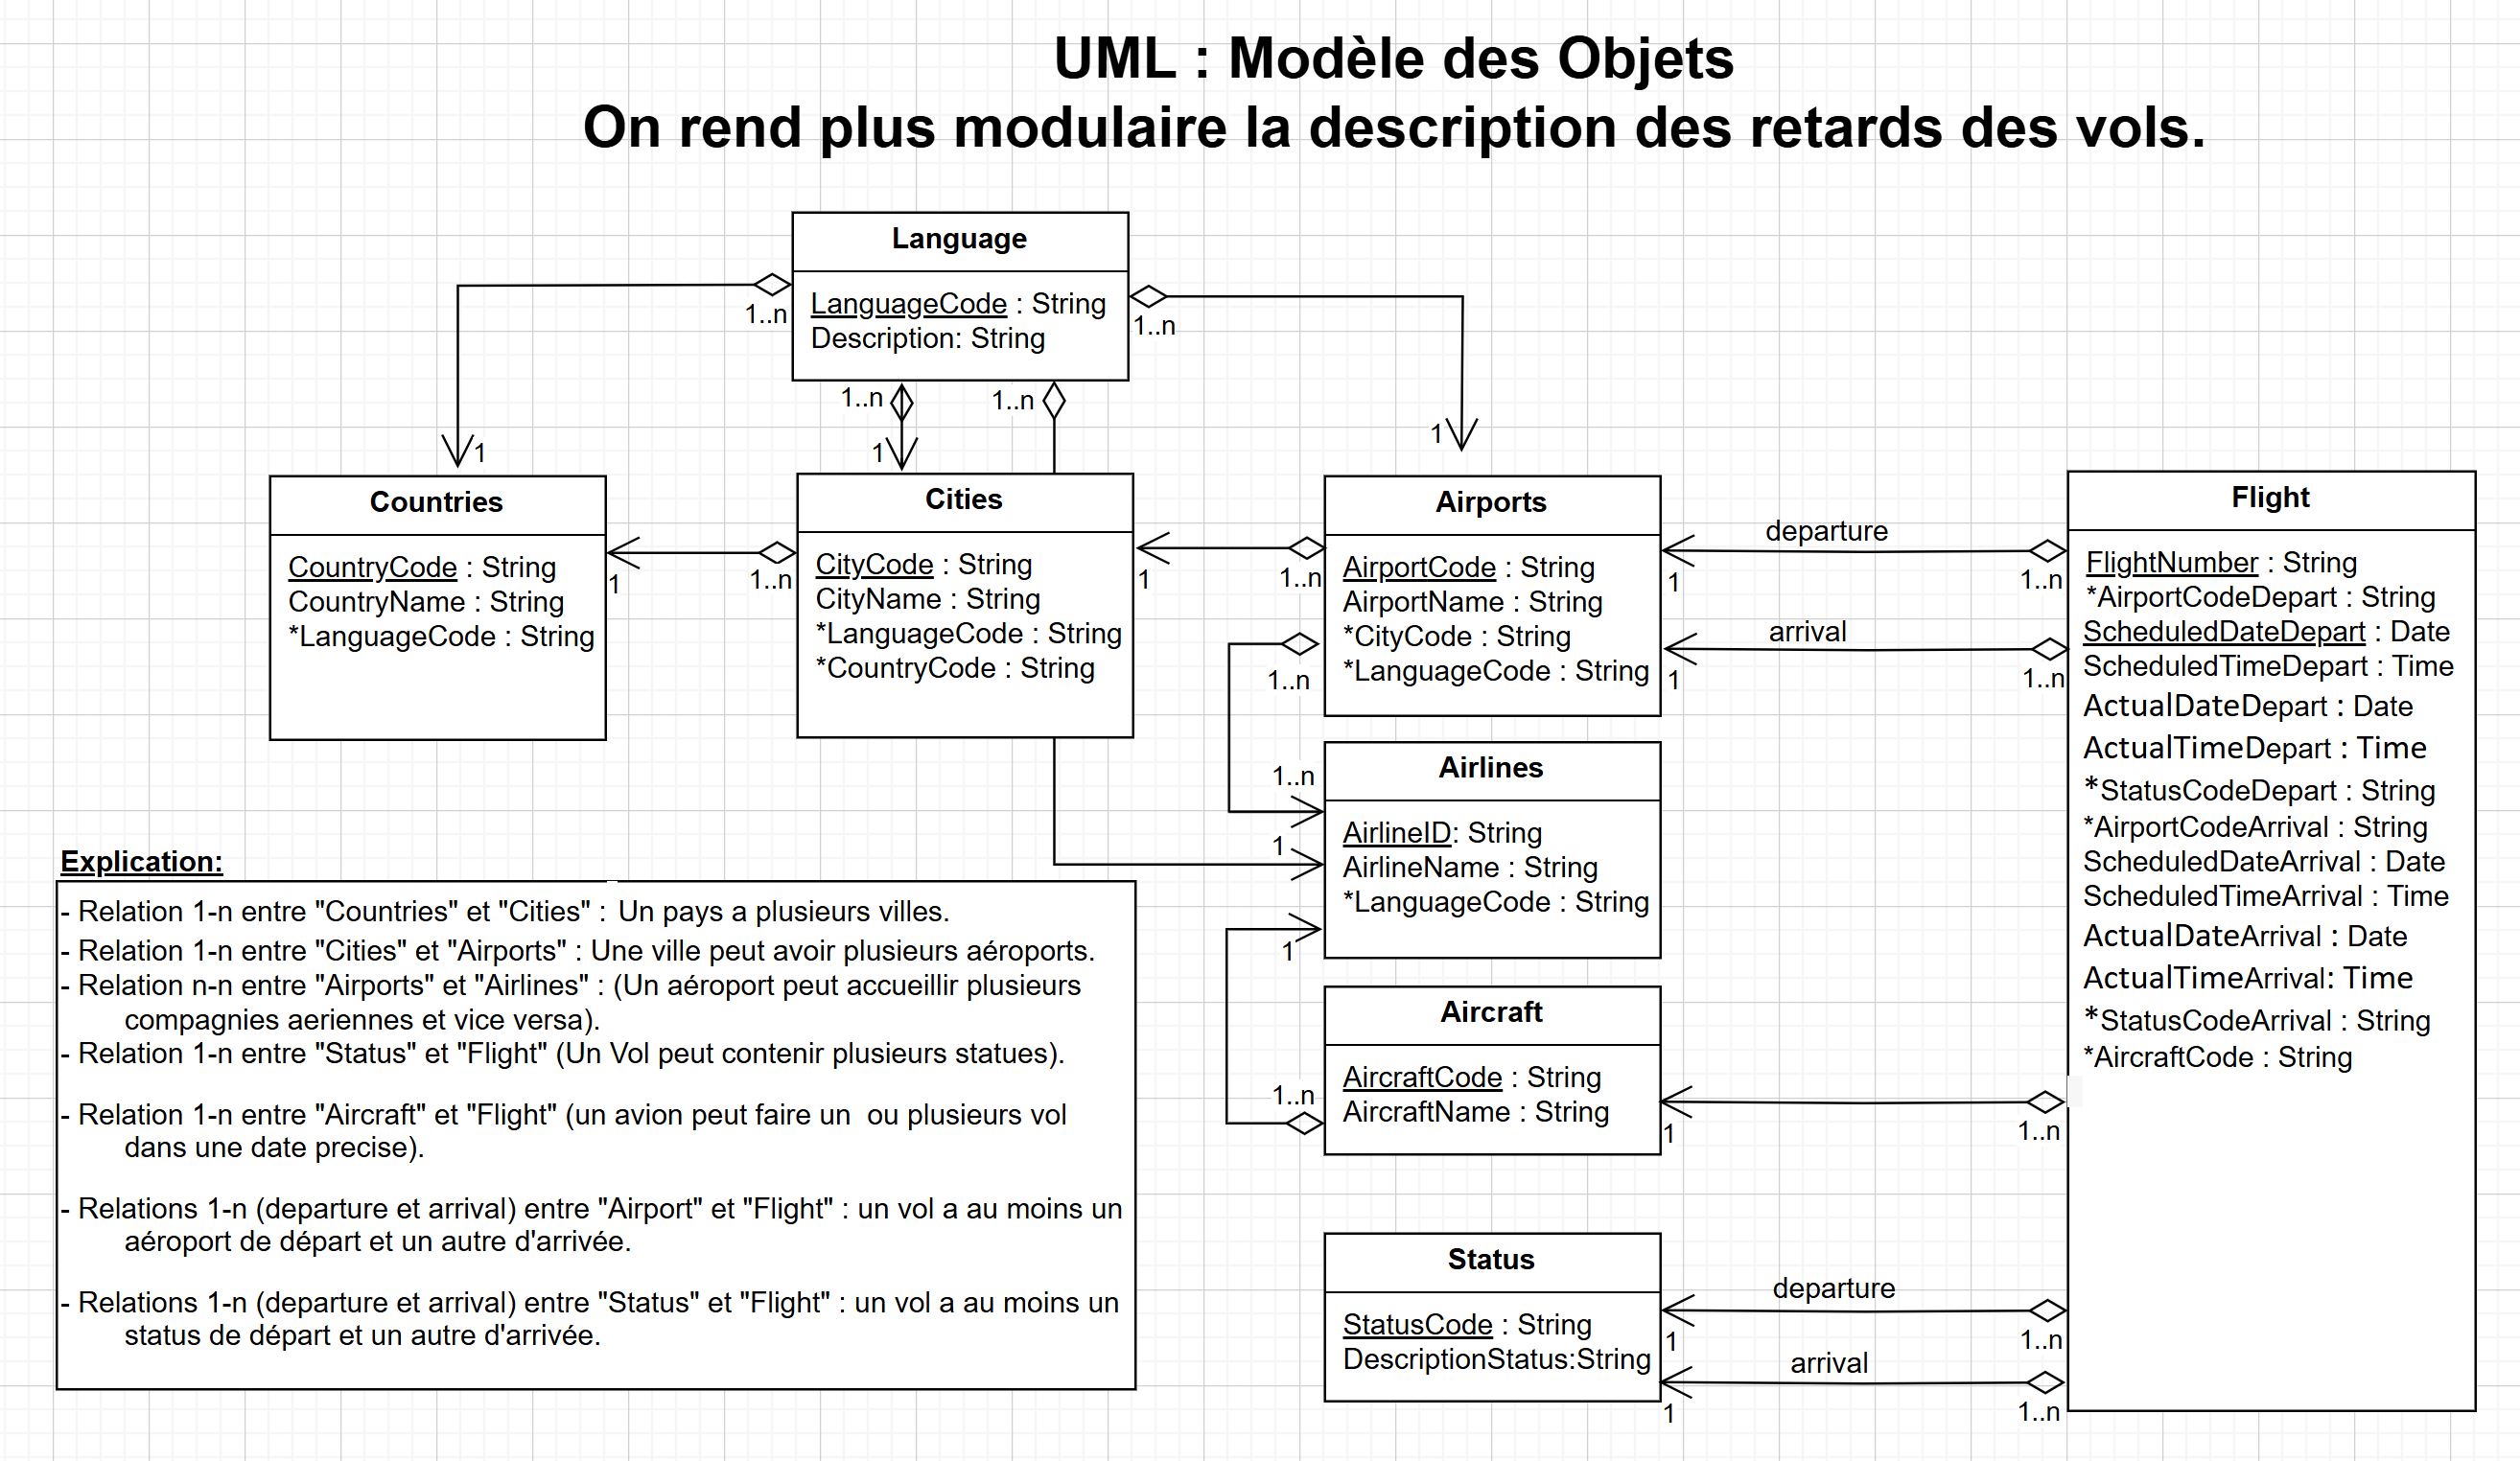 UML : Modèle des Objets
On rend plus modulaire la description des retards des vols.
Language
LanguageCode : String
Description: String
1..n
1..n
1..n
1..n
1
1
1
Countries
CountryCode : String
CountryName : String
*LanguageCode : String
1
1..n
Cities
CityCode : String
CityName : String
*LanguageCode : String
*CountryCode : String
1
1..n
Airports
AirportCode : String
AirportName : String
*CityCode : String
*LanguageCode : String
1..n
1..n
1
departure
1
1..n
arrival
1
1..n
Airlines
AirlineID: String
AirlineName : String
*LanguageCode : String
1
1..n
Aircraft
AircraftCode : String
AircraftName : String
1
1..n
Status
StatusCode : String
DescriptionStatus:String
departure
1
1..n
arrival
1
1..n
Flight
FlightNumber : String
*AirportCodeDepart : String
ScheduledDateDepart : Date
ScheduledTimeDepart : Time
ActualDateDepart : Date
ActualTimeDepart : Time
*StatusCodeDepart : String
*AirportCodeArrival : String
ScheduledDateArrival : Date
ScheduledTimeArrival : Time
ActualDateArrival : Date
ActualTimeArrival: Time
*StatusCodeArrival : String
*AircraftCode : String
Explication:
- Relation 1-n entre "Countries" et "Cities" : Un pays a plusieurs villes.
- Relation 1-n entre "Cities" et "Airports" : Une ville peut avoir plusieurs aéroports.
- Relation n-n entre "Airports" et "Airlines" : (Un aéroport peut accueillir plusieurs
compagnies aeriennes et vice versa).
- Relation 1-n entre "Status" et "Flight" (Un Vol peut contenir plusieurs statues).
- Relation 1-n entre "Aircraft" et "Flight" (un avion peut faire un ou plusieurs vol
dans une date precise).
- Relations 1-n (departure et arrival) entre "Airport" et "Flight" : un vol a au moins un
aéroport de départ et un autre d'arrivée.
- Relations 1-n (departure et arrival) entre "Status" et "Flight" : un vol a au moins un
status de départ et un autre d'arrivée.